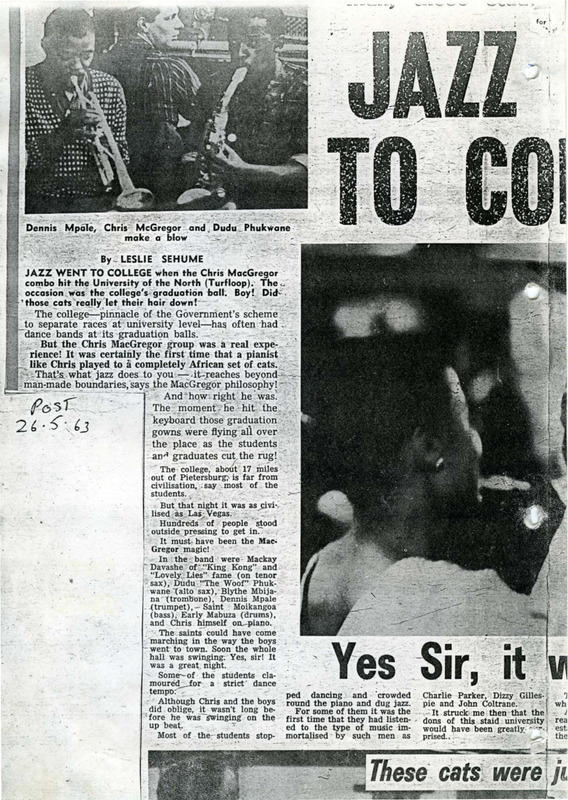 for
JAZZ
TO CO
Dennis Mpale, Chris McGregor and Dudu Phukwane
make a blow
By LESLIE SEHUME
JAZZ WENT TO COLLEGE when the Chris MacGregor
combo hit the University of the North (Turfloop). The
occasion was the college's graduation ball. Boy! Did
those cats really let their hair down!
The college—pinnacle of the Government's scheme
to separate races at university level—has often had
dance bands at its graduation balls.
But the Chris MacGregor group was a real expe-
rience! It was certainly the first time that a pianist
like Chris played to a completely African set of cats.
That's what jazz does to you — it reaches beyond
man-made boundaries, says the MacGregor philosophy!
And how right he was.
The moment he hit the
keyboard those graduation
gowns were flying all over
the place as the students
and graduates cut the rug!
The college, about 17 miles
out of Pietersburg, is far from
civilisation, say most of the
students.
But that night it was as civi-
lised as Las Vegas.
Hundreds of people stood
outside pressing to get in.
It must have been the Mac-
Gregor magic!
In the band were Mackay
Davashe of "King Kong" and
"Lovely Lies" fame (on tenor
sax), Dudu "The Woof" Phuk-
wane (alto sax), Blythe Mbija-
na (trombone), Dennis Mpale
(trumpet), – Saint Moikangoa
(bass), Early Mabuza (drums),
and Chris himself on piano.
The saints could have come
marching in the way the boys
went to town. Soon the whole
hall was swinging. Yes, sir! It
was a great night.
Some of the students cla-
moured for a strict dance
tempo.
Although Chris and the boys
did oblige, it wasn't long be-
fore he was swinging on the
up beat.
Most of the students stop-
POST
26.5.63
Yes Sir, it w
ped dancing and crowded
round the piano and dug jazz.
For some of them it was the
first time that they had listen-
ed to the type of music im-
mortalised by such men as
Charlie Parker, Dizzy Gilles-
pie and John Coltrane.
It struck me then that the
dons of this staid university
would have been greatly sur-
prised.
These cats were ju